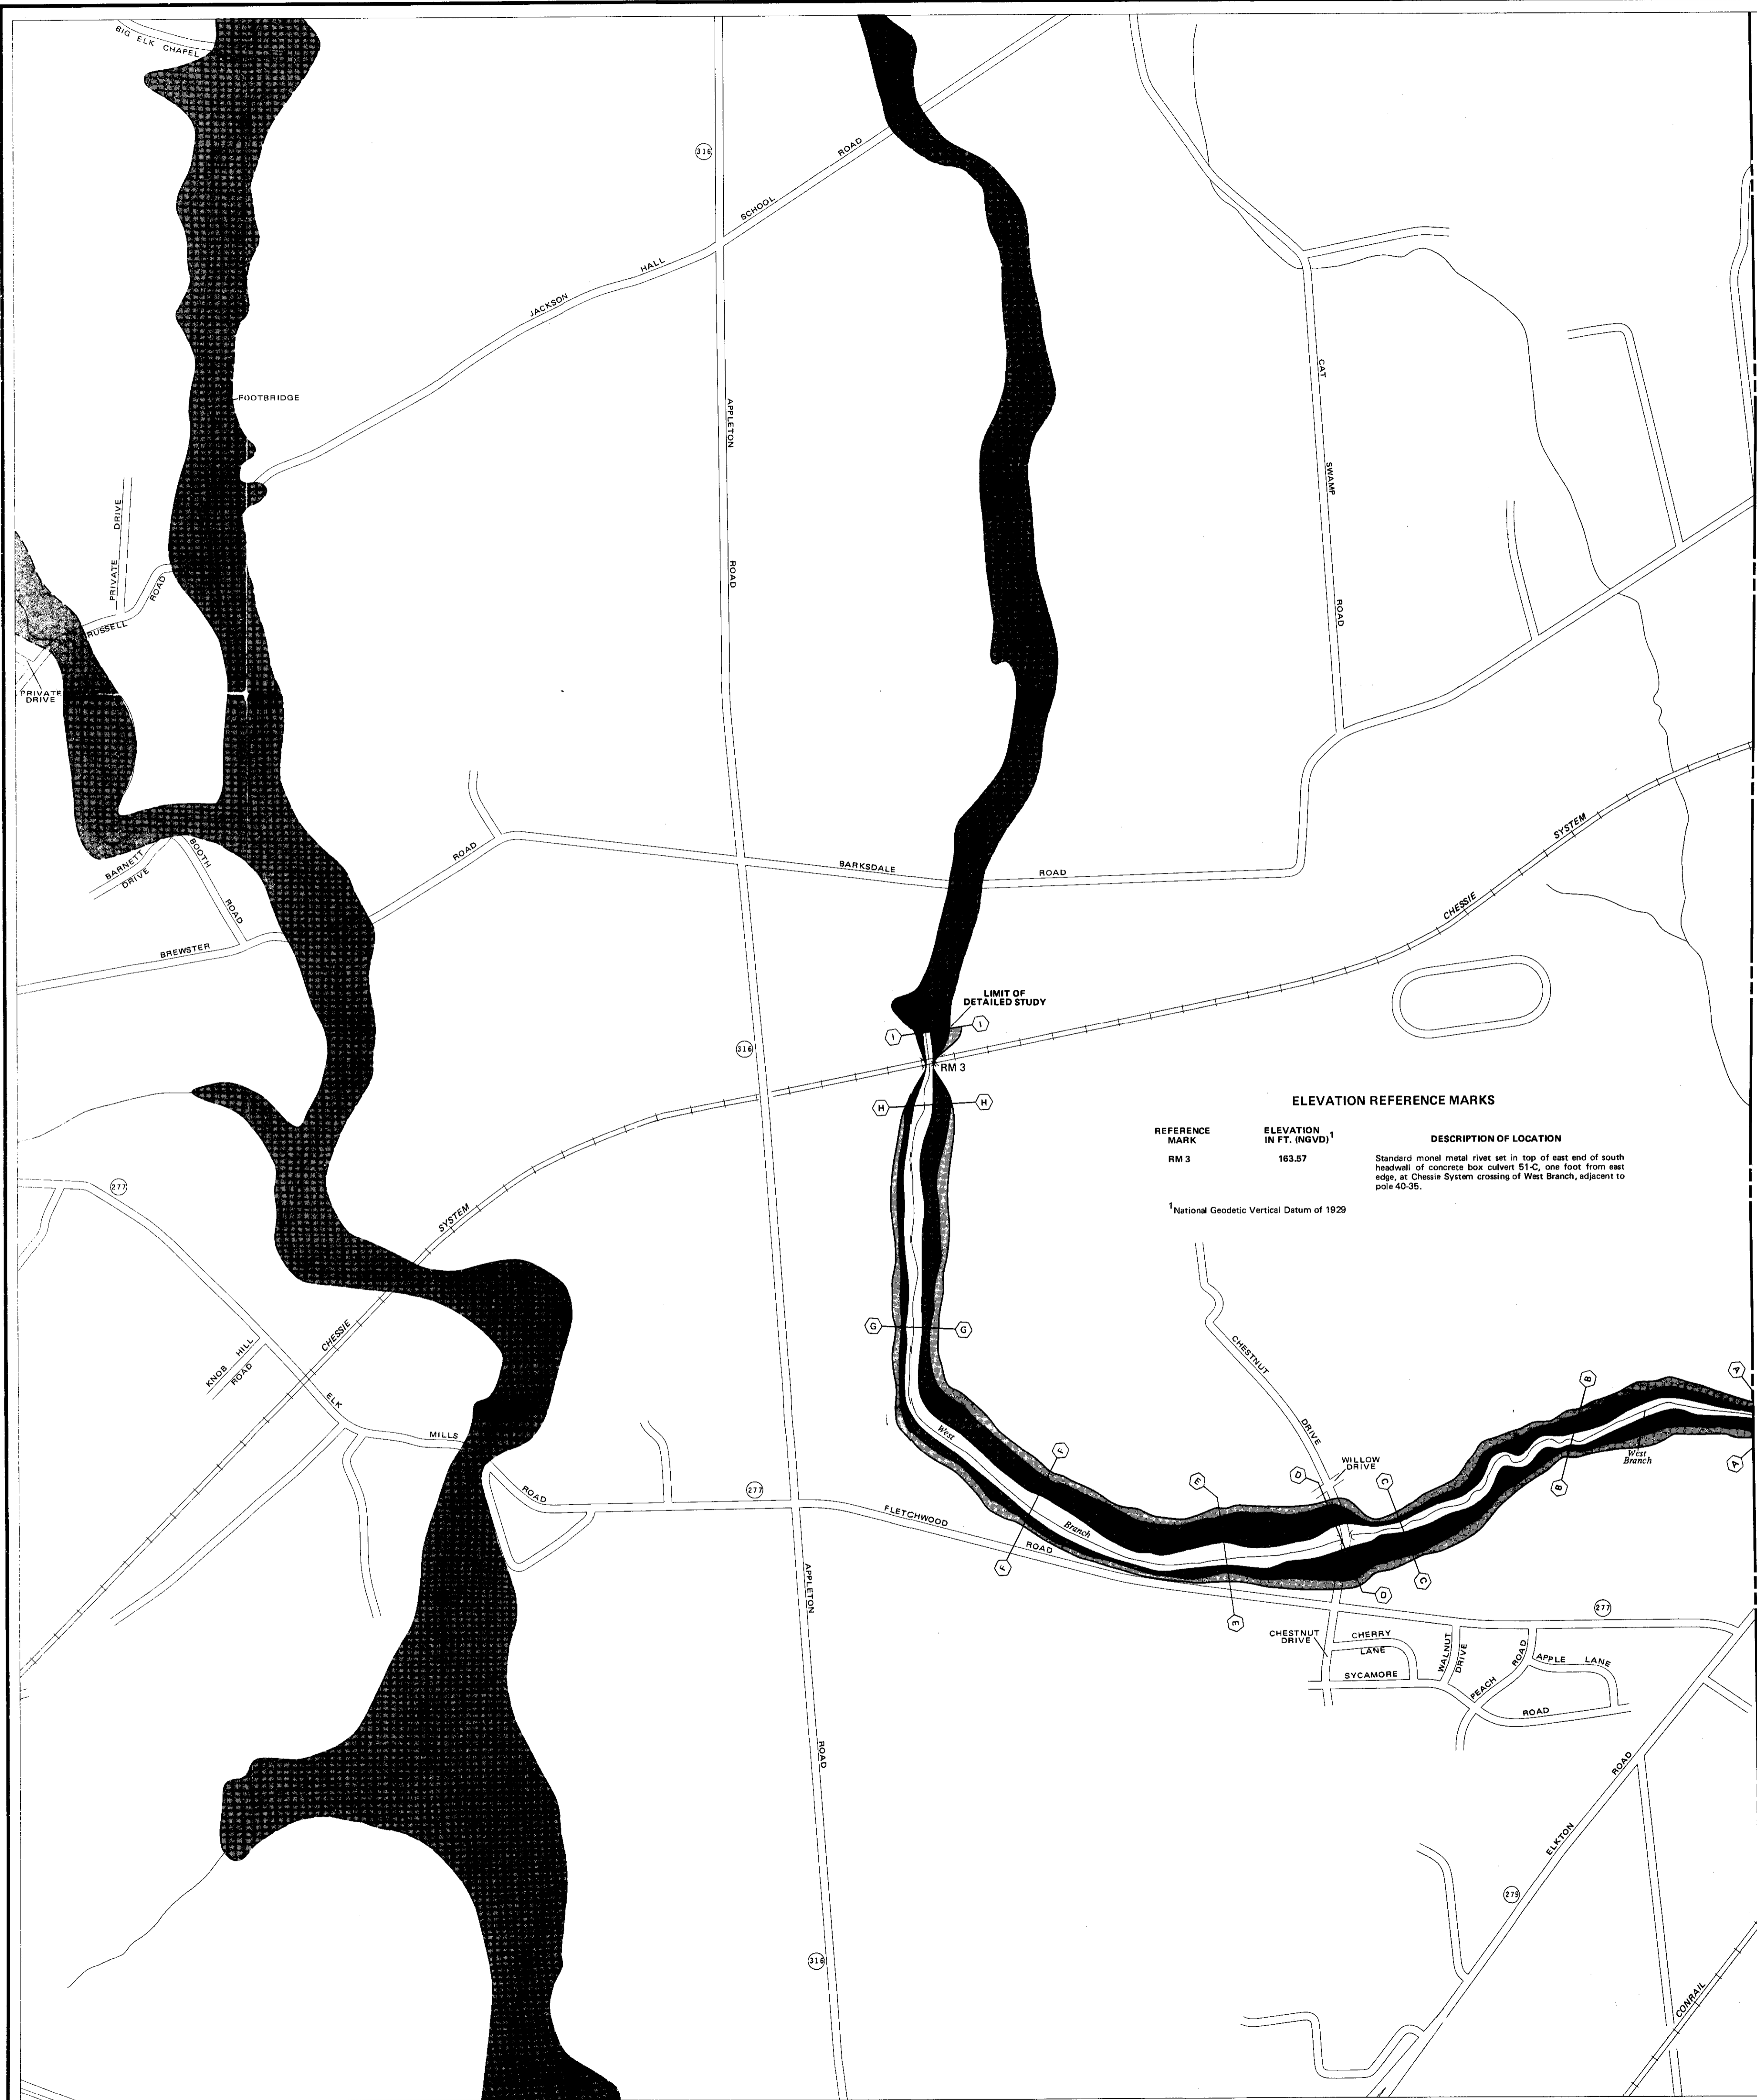 BIG ELK CHAPEL
316
SCHOOL ROAD
HALL
JACKSON
CAT
SWAMP
ROAD
FOOTBRIDGE
APPLETON
ROAD
PRIVATE DRIVE
RUSSELL ROAD
PRIVATE
DRIVE
BARNETT
DRIVE
BOOTH
ROAD
BREWSTER
ROAD
BARKSDALE
ROAD
CHESSIE SYSTEM
LIMIT OF
DETAILED STUDY
I
I
316
RM 3
H
H
ELEVATION REFERENCE MARKS
REFERENCE
MARK
ELEVATION
IN FT. (NGVD)1
DESCRIPTION OF LOCATION
RM 3
163.57
Standard monel metal rivet set in top of east end of south
headwall of concrete box culvert 51-C, one foot from east
edge, at Chessie System crossing of West Branch, adjacent to
pole 40-35.
1National Geodetic Vertical Datum of 1929
277
CHESSIE SYSTEM
KNOB HILL
ROAD
G
G
CHESTNUT
DRIVE
ELK
MILLS
ROAD
277
West
Branch
F
F
E
E
D
D
WILLOW
DRIVE
C
C
B
B
A
A
West
Branch
FLETCHWOOD
ROAD
277
APPLETON
ROAD
CHESTNUT
DRIVE
CHERRY
LANE
SYCAMORE
WALNUT
DRIVE
PEACH
ROAD
APPLE LANE
ROAD
ELKTON
ROAD
279
316
CONRAIL